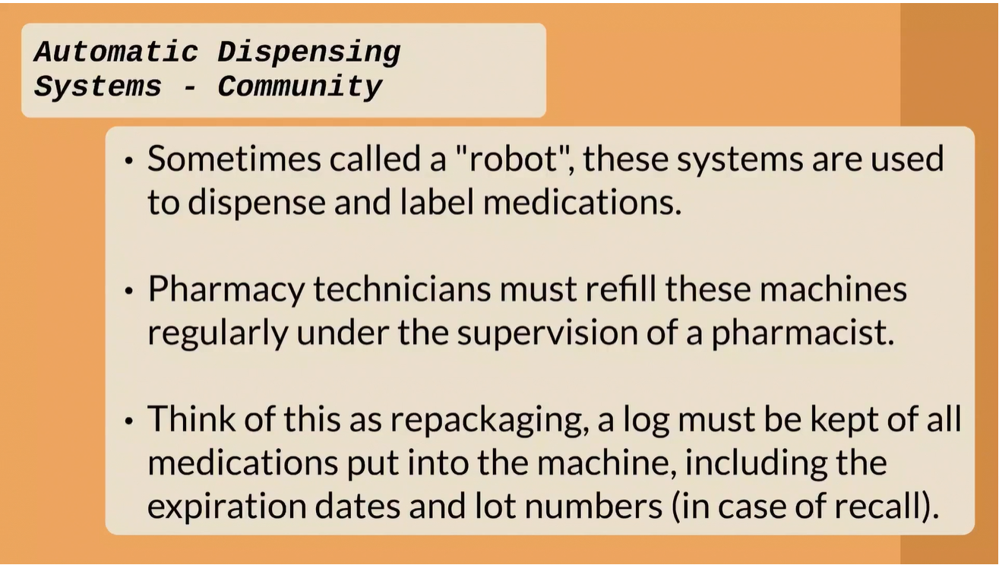 Automatic Dispensing
Systems - Community
• Sometimes called a "robot", these systems are used
to dispense and label medications.
• Pharmacy technicians must refill these machines
regularly under the supervision of a pharmacist.
• Think of this as repackaging, a log must be kept of all
medications put into the machine, including the
expiration dates and lot numbers (in case of recall).